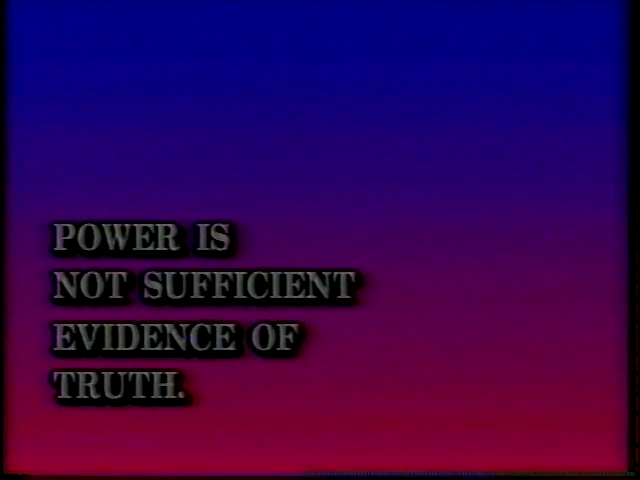 POWER IS
NOT SUFFICIENT
EVIDENCE OF
TRUTH.